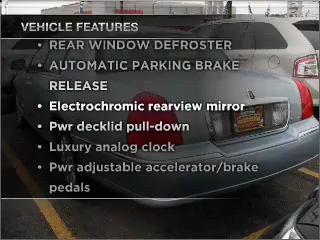 VEHICLE FEATURES
• REAR WINDOW DEFROSTER
• AUTOMATIC PARKING BRAKE
RELEASE
• Electrochromic rearview mirror
• Pwr decklid pull-down
• Luxury analog clock
• Pwr adjustable accelerator/brake
pedals